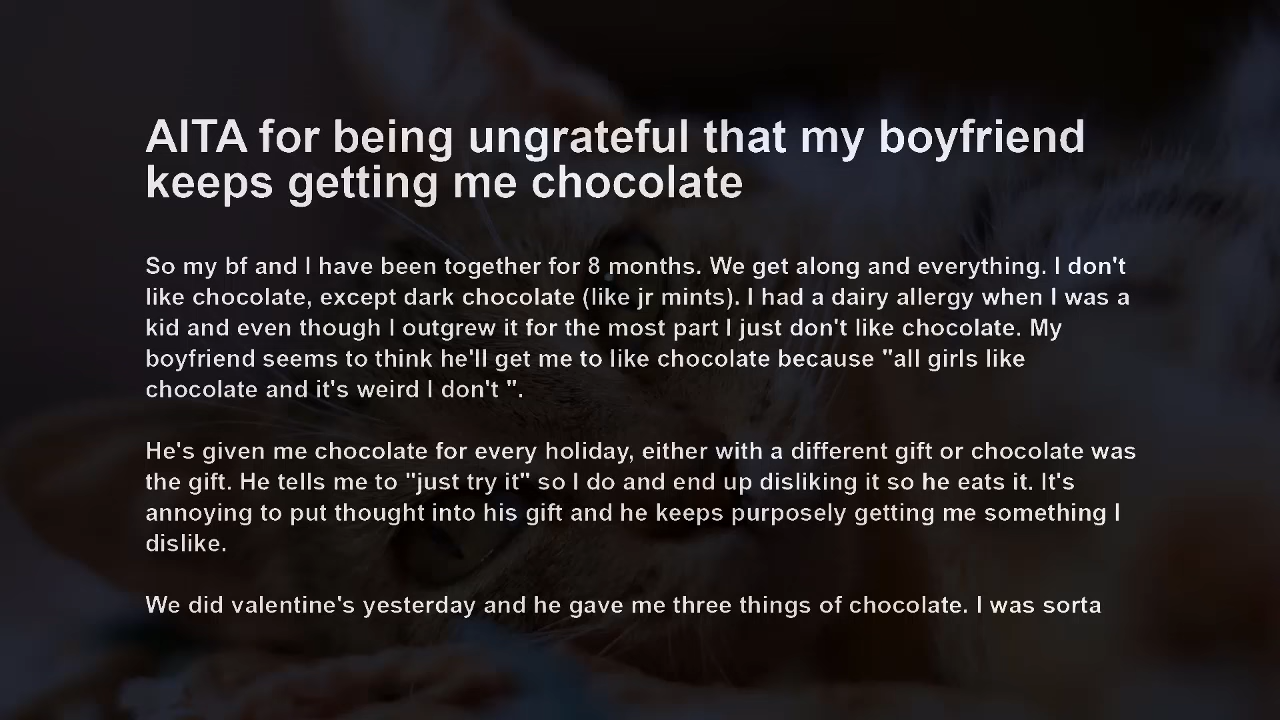 AITA for being ungrateful that my boyfriend
keeps getting me chocolate
So my bf and I have been together for 8 months. We get along and everything. I don't
like chocolate, except dark chocolate (like jr mints). I had a dairy allergy when I was a
kid and even though I outgrew it for the most part I just don't like chocolate. My
boyfriend seems to think he'll get me to like chocolate because "all girls like
chocolate and it's weird I don't ".
He's given me chocolate for every holiday, either with a different gift or chocolate was
the gift. He tells me to "just try it" so I do and end up disliking it so he eats it. It's
annoying to put thought into his gift and he keeps purposely getting me something I
dislike.
We did valentine's yesterday and he gave me three things of chocolate. I was sorta